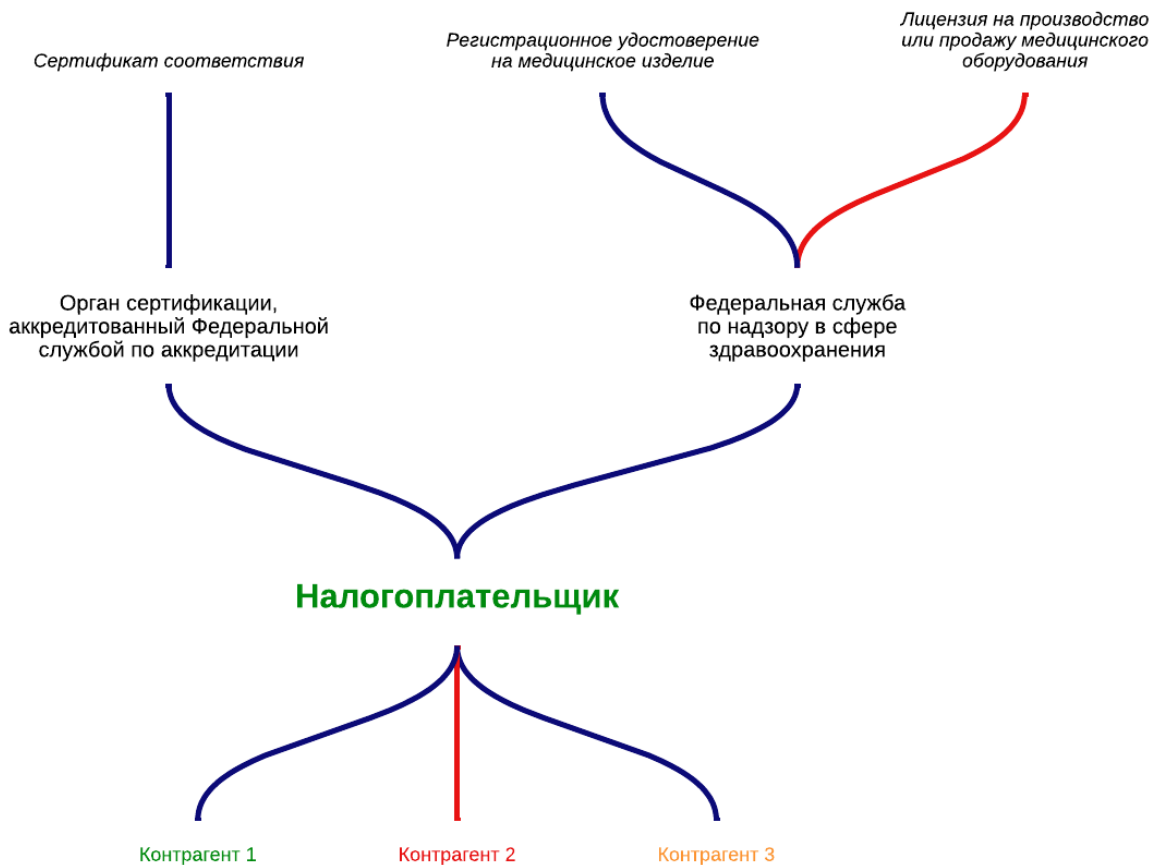 Сертификат соответствия
Регистрационное удостоверение
на медицинское изделие
Лицензия на производство
или продажу медицинского
оборудования
Орган сертификации,
аккредитованный Федеральной
службой по аккредитации
Федеральная служба
по надзору в сфере
здравоохранения
Налогоплательщик
Контрагент 1
Контрагент 2
Контрагент 3